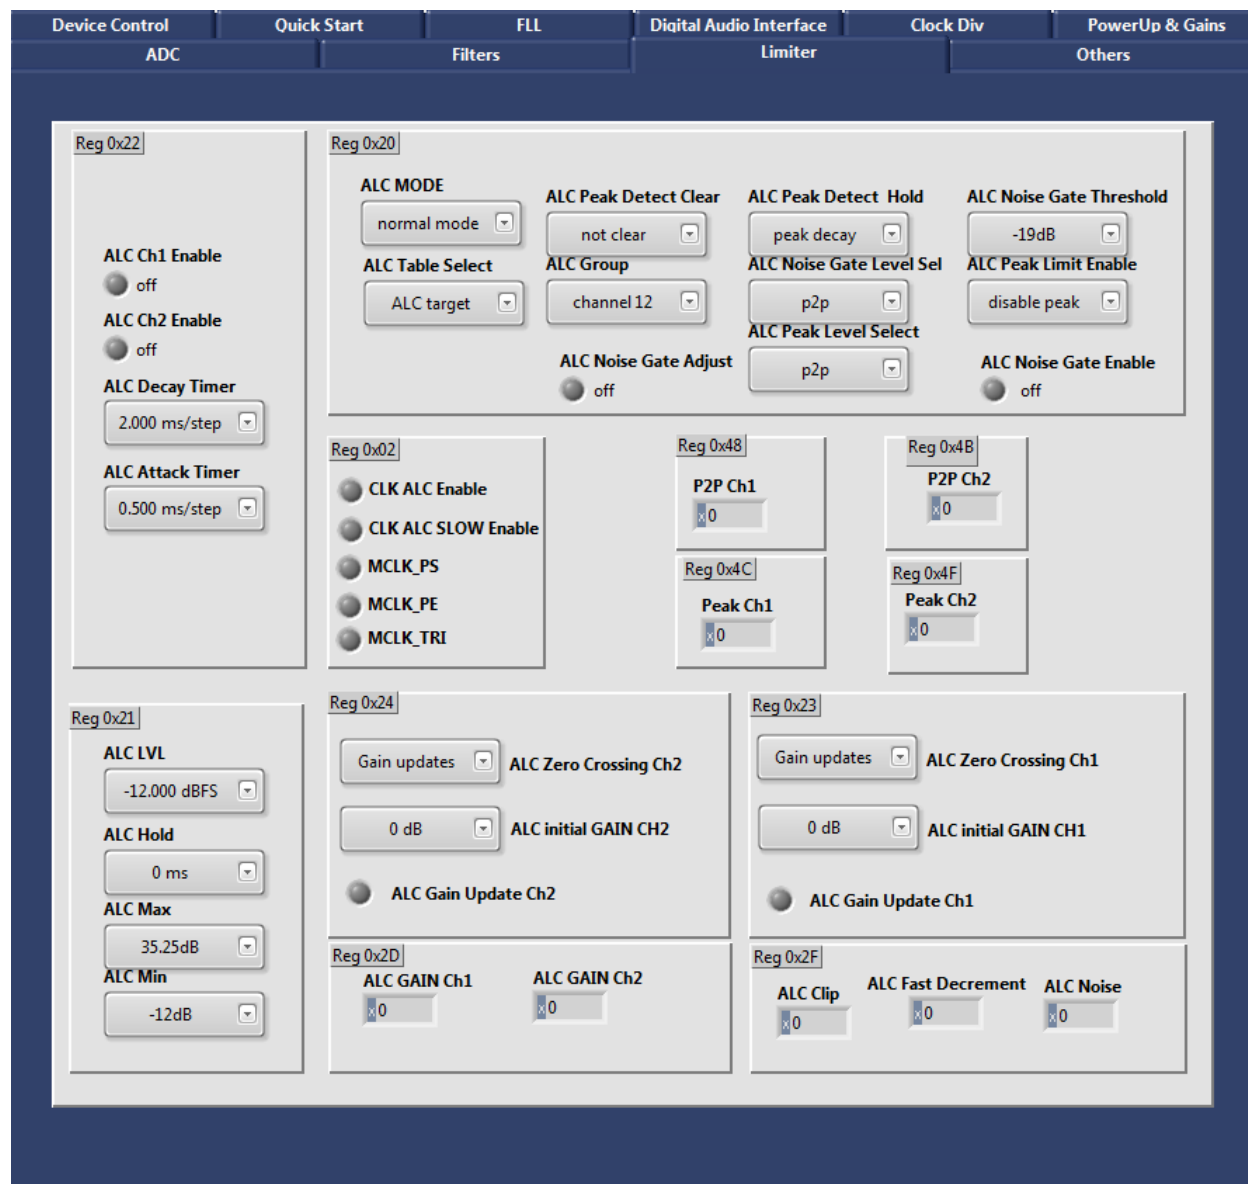 Device Control Quick Start FLL Digital Audio Interface Clock Div PowerUp & Gains
ADC Filters Limiter Others
Reg 0x22
ALC Ch1 Enable
off
ALC Ch2 Enable
off
ALC Decay Timer
2.000 ms/step
ALC Attack Timer
0.500 ms/step
Reg 0x20
ALC MODE
normal mode
ALC Table Select
ALC target
ALC Peak Detect Clear
not clear
ALC Group
channel 12
ALC Noise Gate Adjust
off
ALC Peak Detect Hold
peak decay
ALC Noise Gate Level Sel
p2p
ALC Peak Level Select
p2p
ALC Noise Gate Threshold
-19dB
ALC Peak Limit Enable
disable peak
ALC Noise Gate Enable
off
Reg 0x02
CLK ALC Enable
CLK ALC SLOW Enable
MCLK_PS
MCLK_PE
MCLK_TRI
Reg 0x48
P2P Ch1
x 0
Reg 0x4B
P2P Ch2
x 0
Reg 0x4C
Peak Ch1
x 0
Reg 0x4F
Peak Ch2
x 0
Reg 0x21
ALC LVL
-12.000 dBFS
ALC Hold
0 ms
ALC Max
35.25dB
ALC Min
-12dB
Reg 0x24
Gain updates ALC Zero Crossing Ch2
0 dB ALC initial GAIN CH2
ALC Gain Update Ch2
Reg 0x23
Gain updates ALC Zero Crossing Ch1
0 dB ALC initial GAIN CH1
ALC Gain Update Ch1
Reg 0x2D
ALC GAIN Ch1 ALC GAIN Ch2
x 0 x 0
Reg 0x2F
ALC Clip ALC Fast Decrement ALC Noise
x 0 x 0 x 0